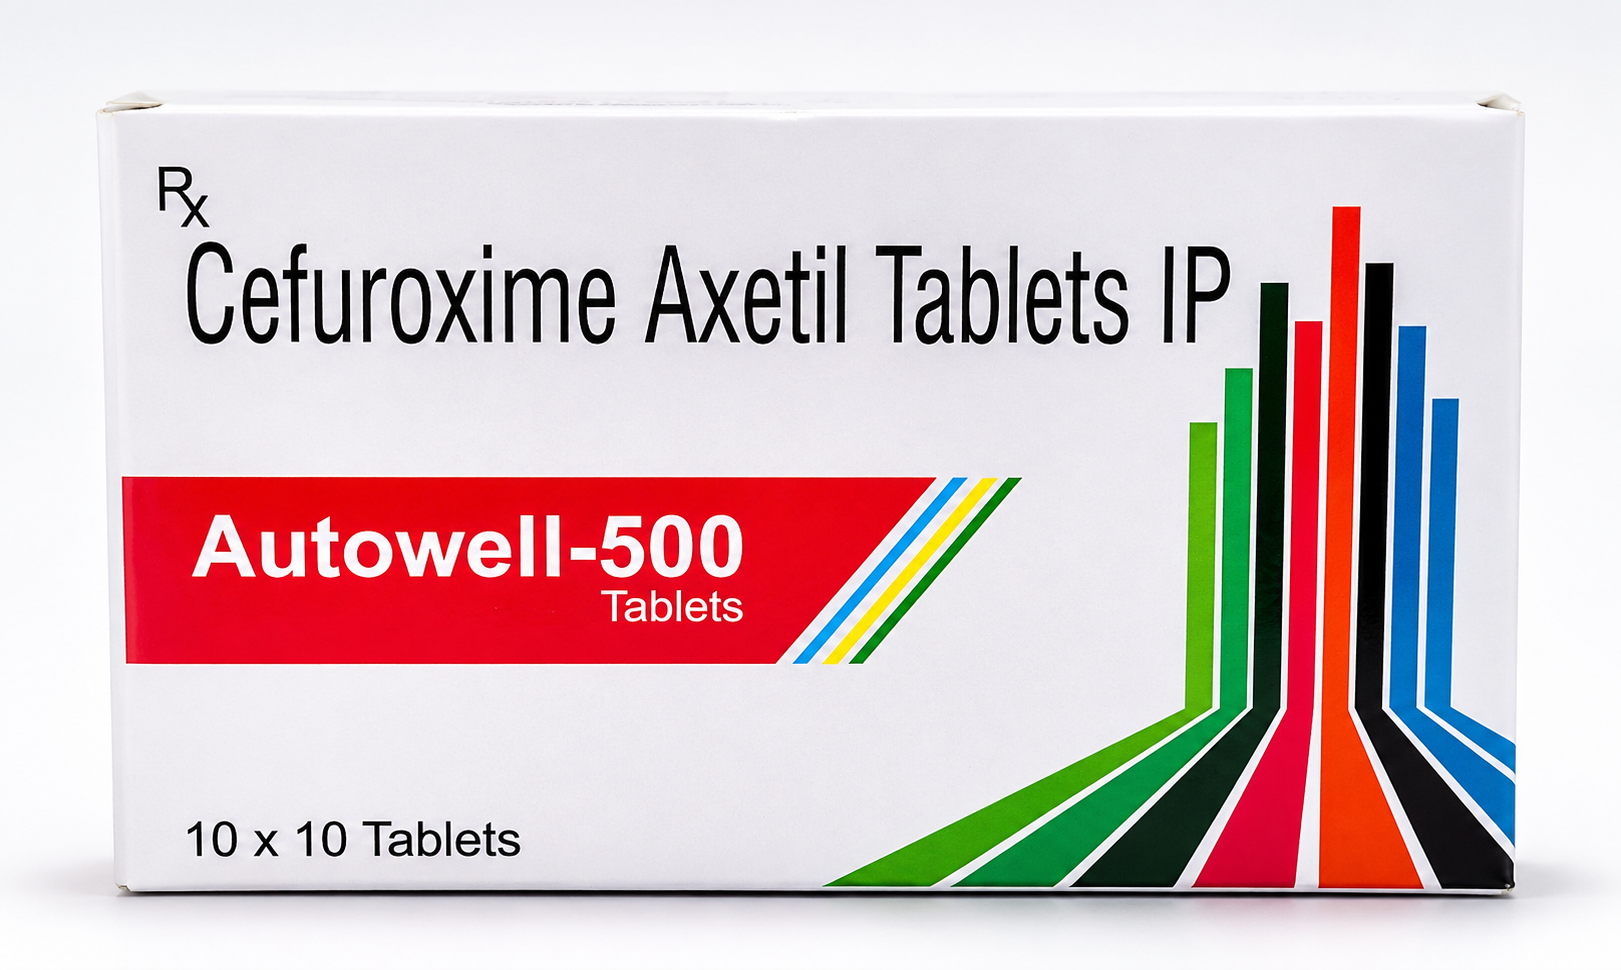 Rx
Cefuroxime Axetil Tablets IP
Autowell-500
Tablets
10 x 10 Tablets